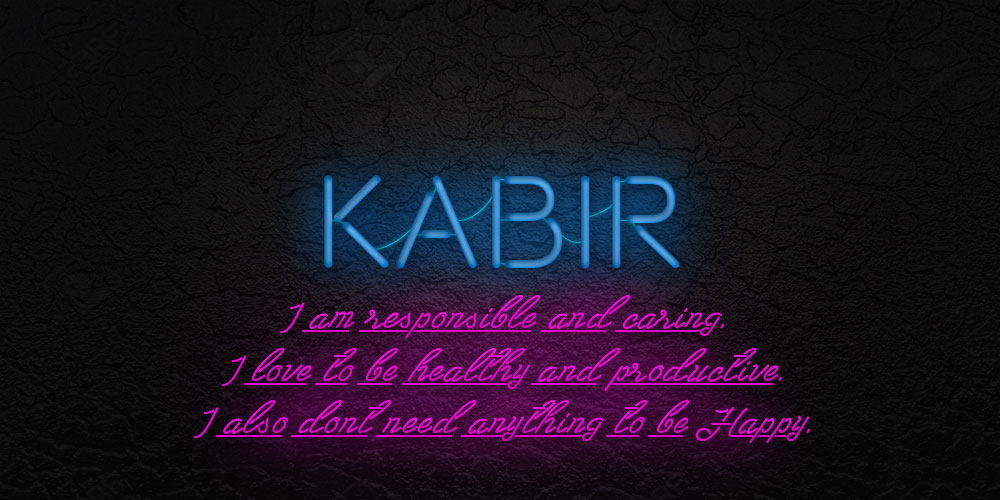 KABIR
I am responsible and caring.
I love to be healthy and productive.
I also dont need anything to be Happy.